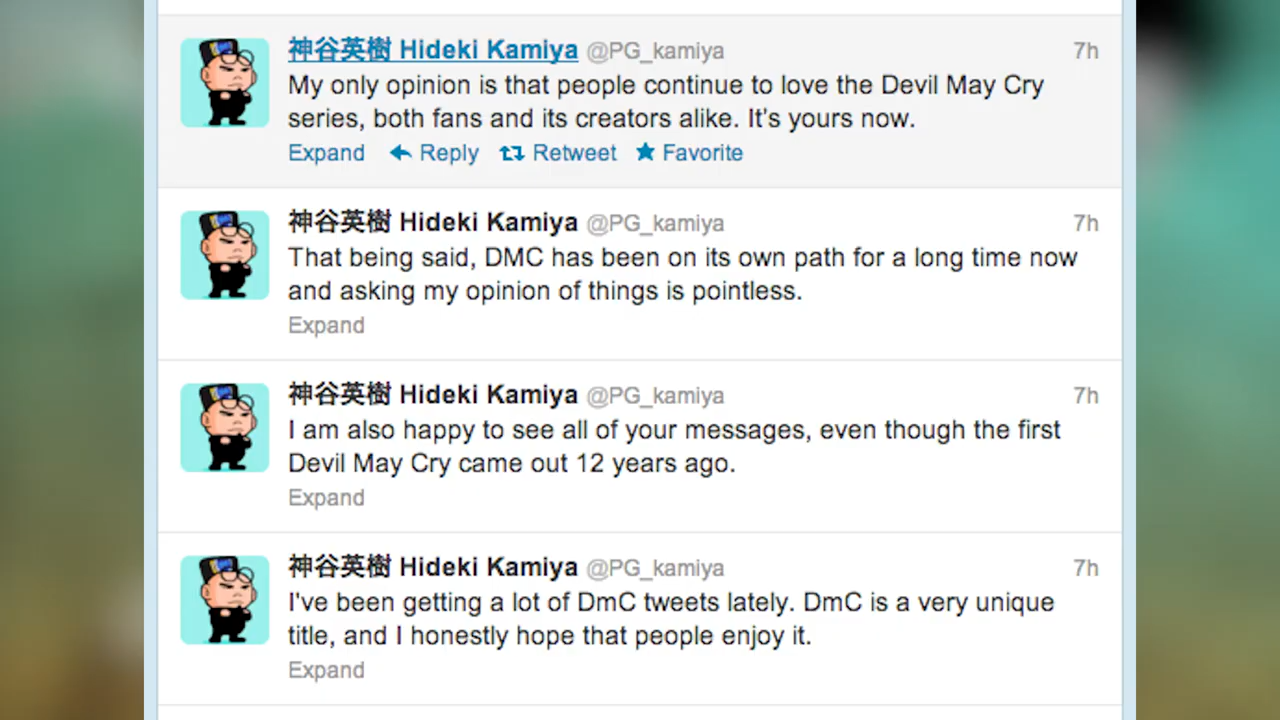 神谷英樹 Hideki Kamiya @PG_kamiya 7h
My only opinion is that people continue to love the Devil May Cry
series, both fans and its creators alike. It's yours now.
Expand Reply Retweet Favorite
神谷英樹 Hideki Kamiya @PG_kamiya 7h
That being said, DMC has been on its own path for a long time now
and asking my opinion of things is pointless.
Expand
神谷英樹 Hideki Kamiya @PG_kamiya 7h
I am also happy to see all of your messages, even though the first
Devil May Cry came out 12 years ago.
Expand
神谷英樹 Hideki Kamiya @PG_kamiya 7h
I've been getting a lot of DmC tweets lately. DmC is a very unique
title, and I honestly hope that people enjoy it.
Expand